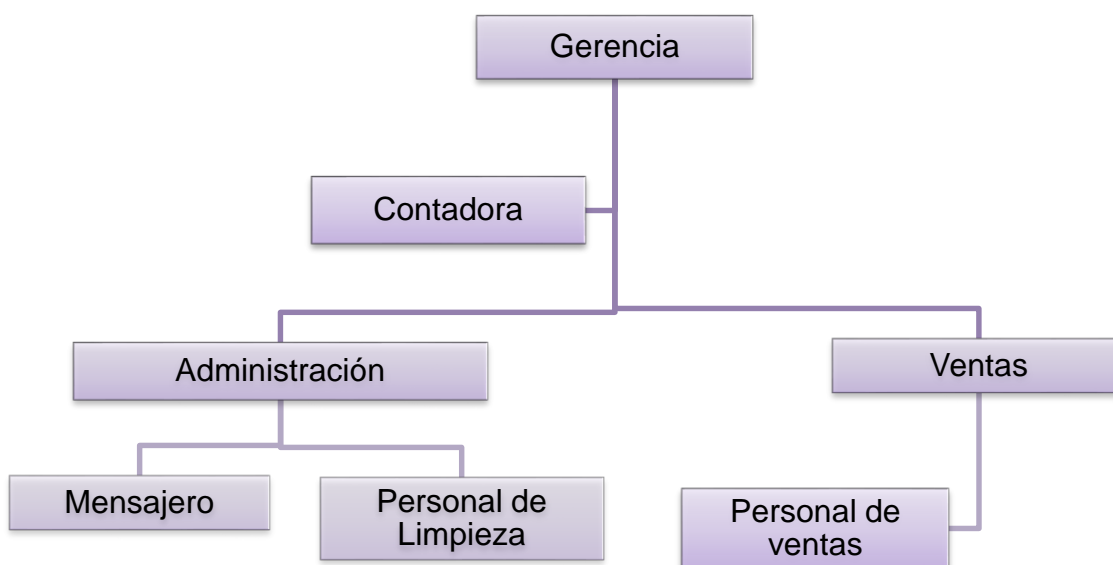 Gerencia
Contadora
Administración
Ventas
Mensajero
Personal de
Limpieza
Personal de
ventas